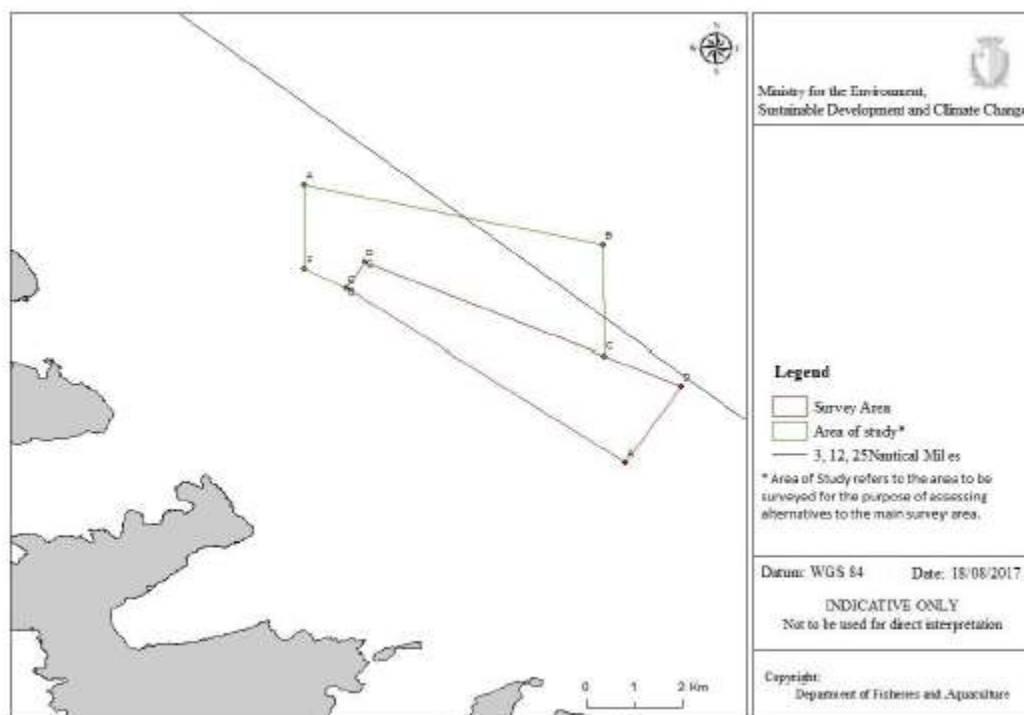 N
S
A
B
F
D
C
B
A
Ministry for the Environment,
Sustainable Development and Climate Change
Legend
Survey Area
Area of study*
3, 12, 25Nautical Miles
* Area of Study refers to the area to be
surveyed for the purpose of assessing
alternatives to the main survey area.
0 1 2 Km
Datum: WGS 84 Date: 18/08/2017
INDICATIVE ONLY
Not to be used for direct interpretation
Copyright:
Department of Fisheries and Aquaculture